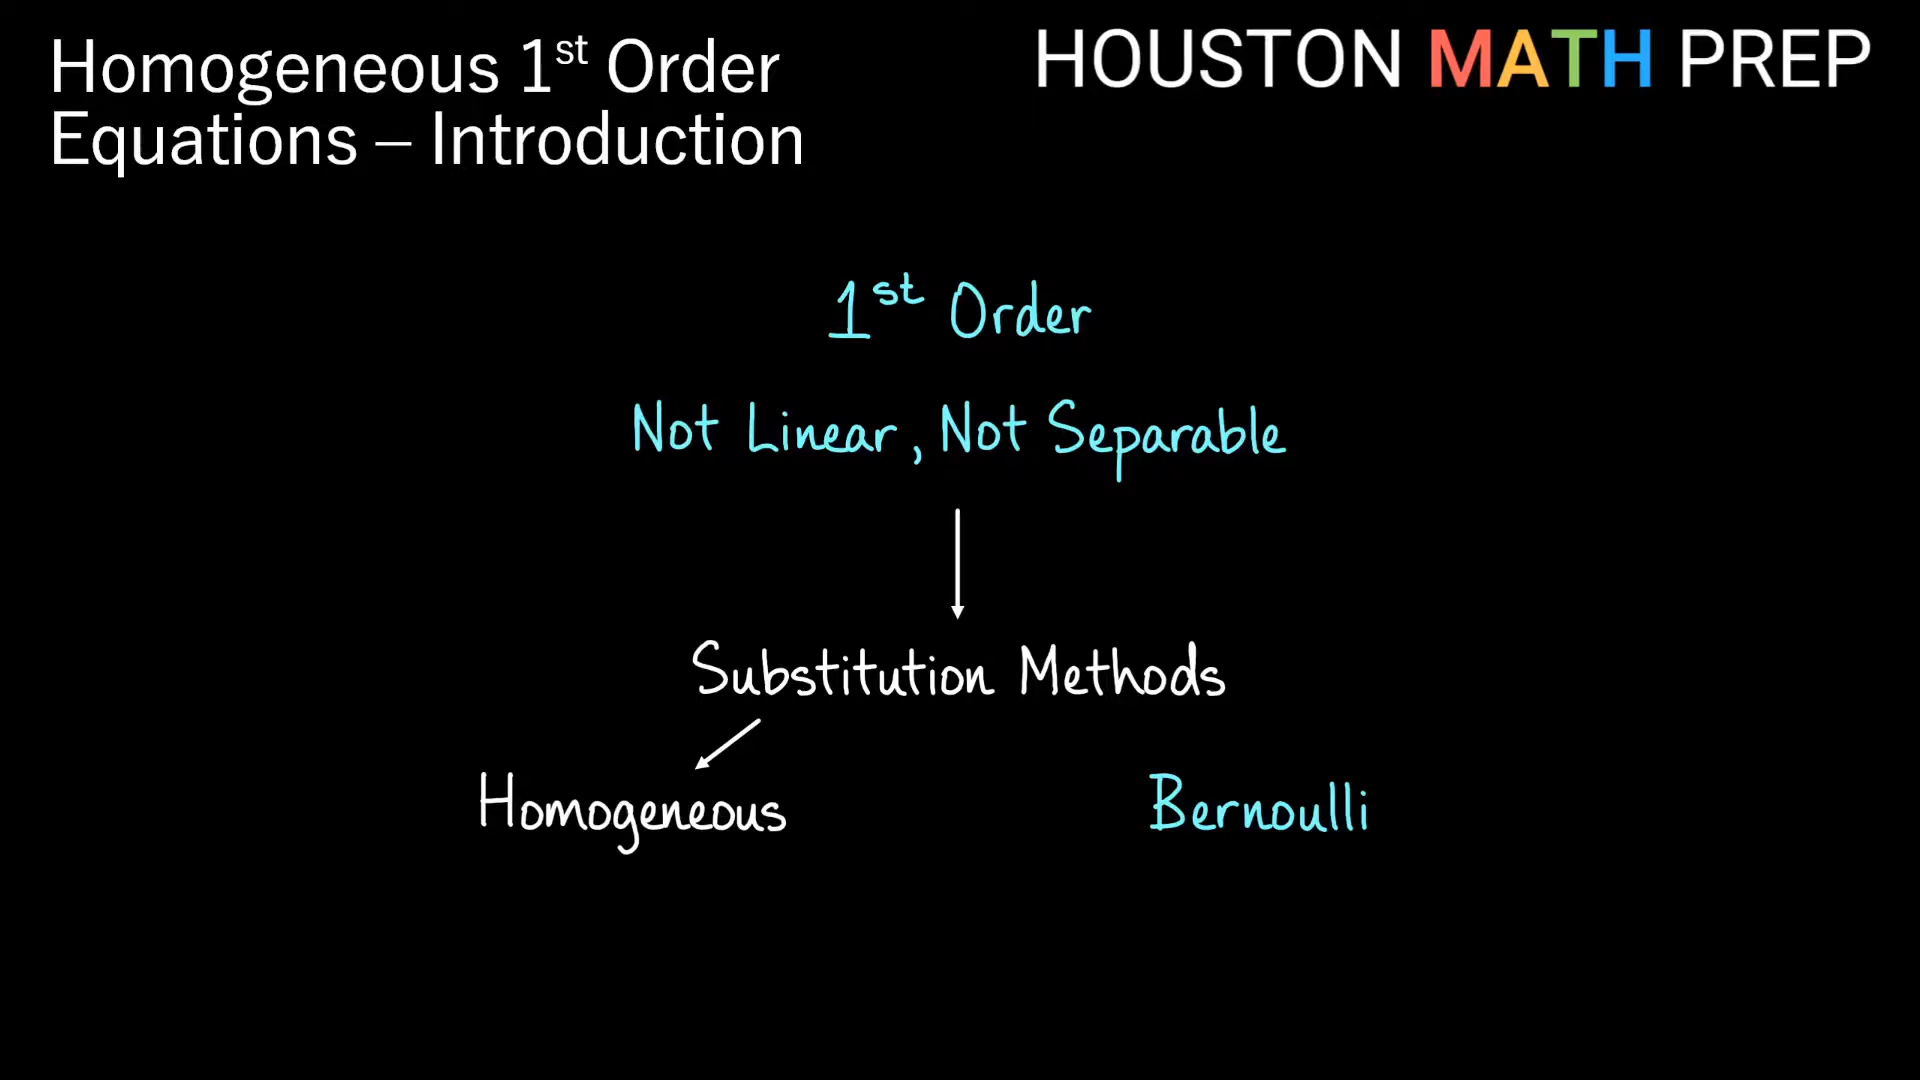 Homogeneous 1st Order
Equations – Introduction
HOUSTON MATH PREP
1st Order
Not Linear, Not Separable
Substitution Methods
Homogeneous
Bernoulli